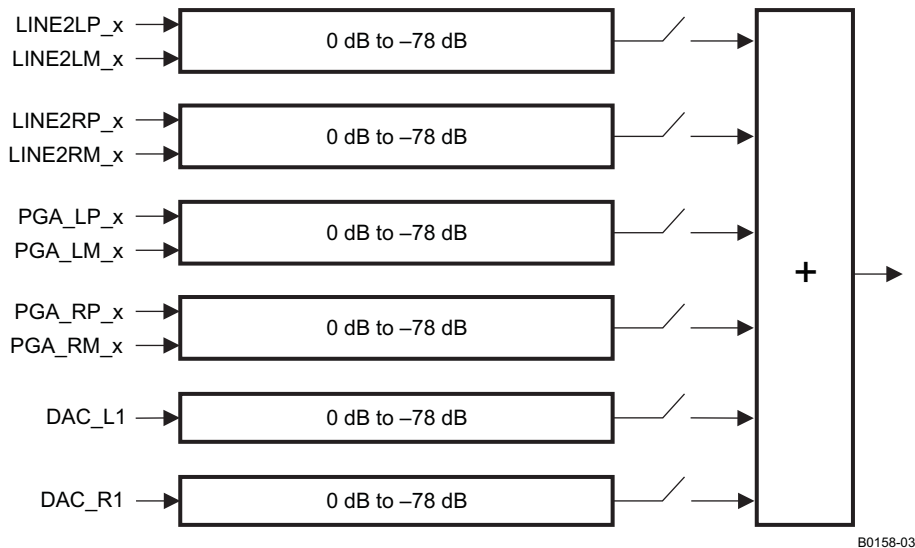 LINE2LP_x
LINE2LM_x
0 dB to –78 dB
LINE2RP_x
LINE2RM_x
0 dB to –78 dB
PGA_LP_x
PGA_LM_x
0 dB to –78 dB
PGA_RP_x
PGA_RM_x
0 dB to –78 dB
DAC_L1
0 dB to –78 dB
DAC_R1
0 dB to –78 dB
+
B0158-03